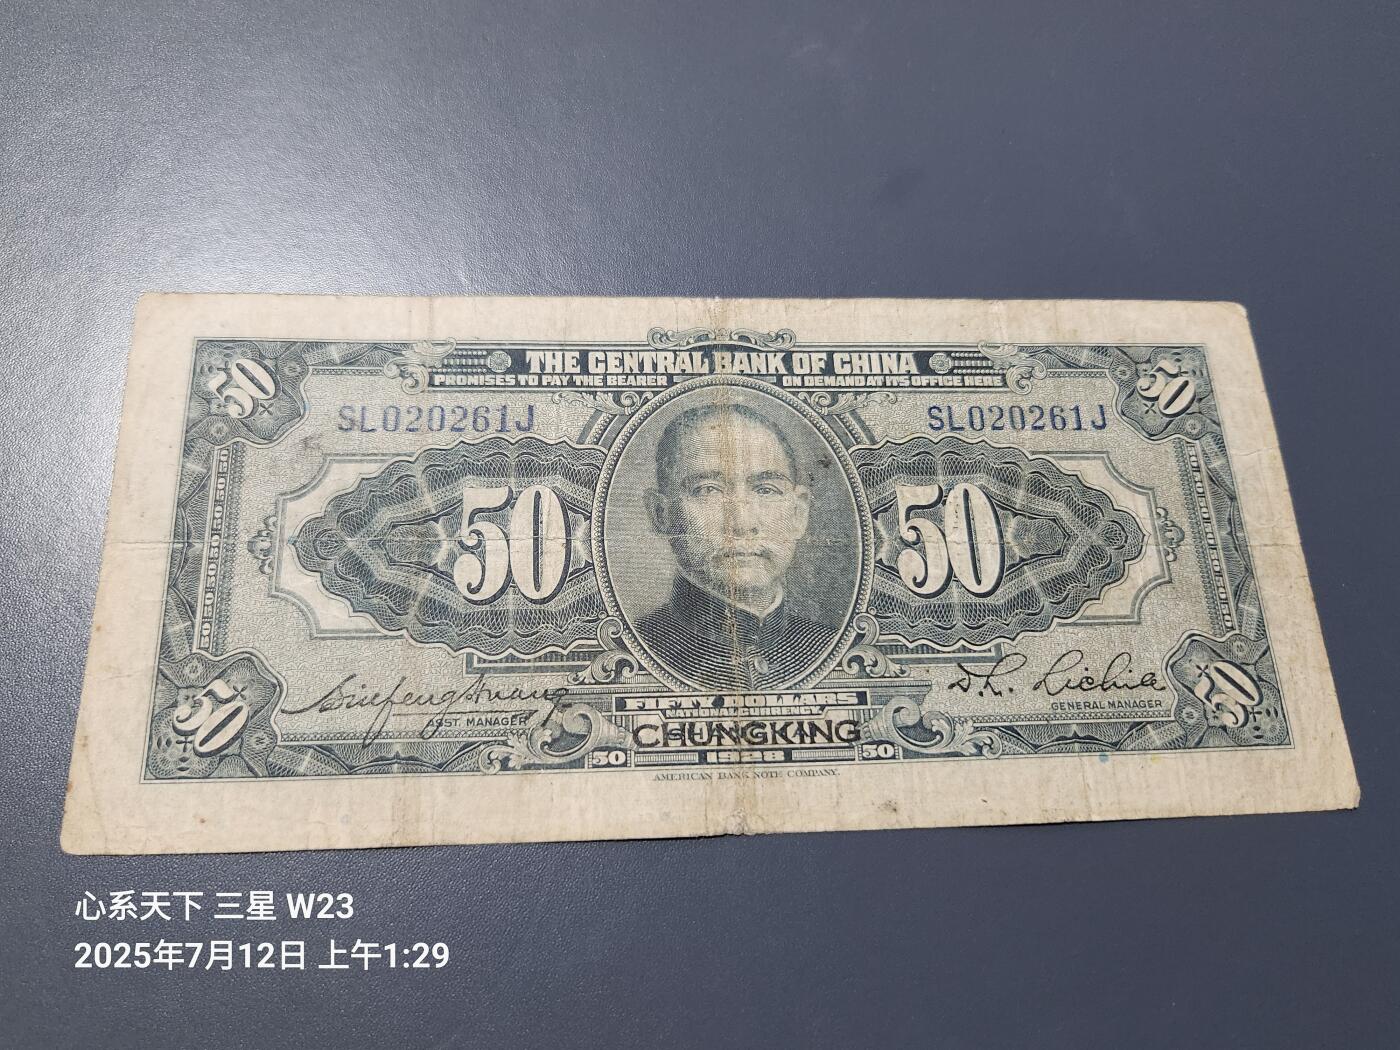 50 THE CENTRAL BANK OF CHINA 50
PROMISES TO PAY THE BEARER ON DEMAND AT ITS OFFICE HERE
SL020261J SL020261J
50 50
FIFTY DOLLARS
NATIONAL CURRENCY
CHUNGKING
ASST. MANAGER GENERAL MANAGER
50 50 1928 50 50
AMERICAN BANK NOTE COMPANY.
心系天下 三星 W23
2025年7月12日 上午1:29